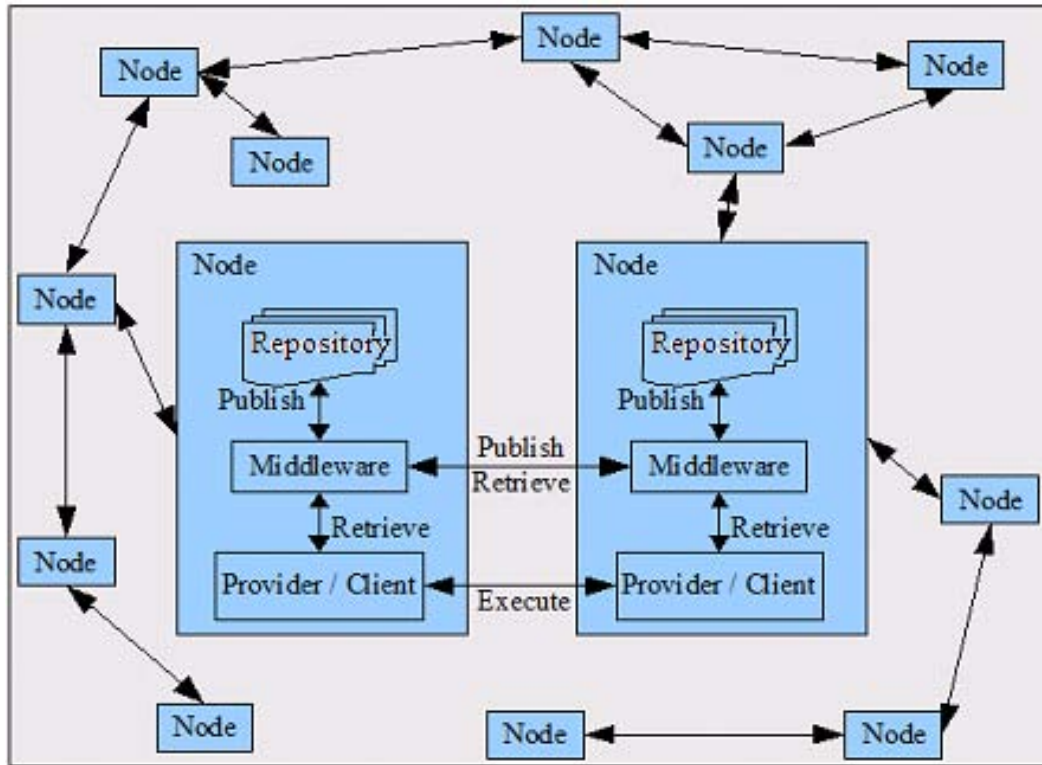 Node
Node
Node
Node
Node
Node
Node
Node
Repository
Repository
Publish
Publish
Middleware
Publish
Retrieve
Middleware
Node
Retrieve
Retrieve
Node
Provider / Client
Execute
Provider / Client
Node
Node
Node